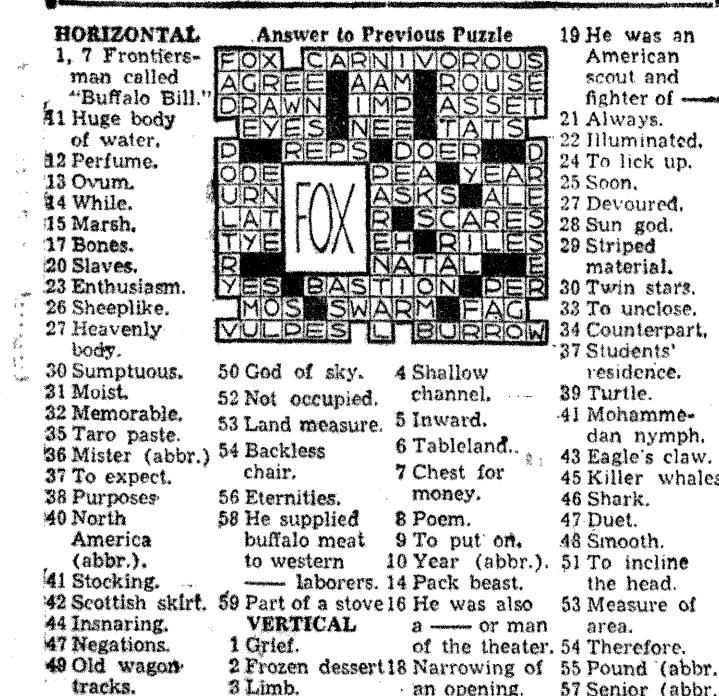 HORIZONTAL
1, 7 Frontiers-
man called
"Buffalo Bill."
11 Huge body
of water.
12 Perfume.
13 Ovum.
14 While.
15 Marsh.
17 Bones.
20 Slaves.
23 Enthusiasm.
26 Sheeplike.
27 Heavenly
body.
30 Sumptuous.
31 Moist.
32 Memorable.
35 Taro paste.
36 Mister (abbr.)
37 To expect.
38 Purposes
40 North
America
(abbr.).
41 Stocking.
42 Scottish skirt.
44 Insnaring.
47 Negations.
49 Old wagon
tracks.
Answer to Previous Puzzle
FOX CARNIVOROUS
AGREE AAM ROUSE
DRAWN IMP ASSET
EYES NEE TATS
D REPS DOER D
ODE PEA YEAR
URN ASKS ALE
LAT R SCARES
TYE EH RILES
R NATAL E
YES BASTION PER
MOS SWARM FAG
VULPES L BURROW
FOX
50 God of sky.
52 Not occupied.
53 Land measure.
54 Backless
chair.
56 Eternities.
58 He supplied
buffalo meat
to western
—— laborers.
59 Part of a stove
VERTICAL
1 Grief.
2 Frozen dessert
3 Limb.
4 Shallow
channel.
5 Inward.
6 Tableland.
7 Chest for
money.
8 Poem.
9 To put on.
10 Year (abbr.).
14 Pack beast.
16 He was also
a —— or man
of the theater.
18 Narrowing of
an opening.
19 He was an
American
scout and
fighter of ——
21 Always.
22 Illuminated.
24 To lick up.
25 Soon.
27 Devoured.
28 Sun god.
29 Striped
material.
30 Twin stars.
33 To unclose.
34 Counterpart.
37 Students'
residence.
39 Turtle.
41 Mohamme-
dan nymph.
43 Eagle's claw.
45 Killer whales
46 Shark.
47 Duet.
48 Smooth.
51 To incline
the head.
53 Measure of
area.
54 Therefore.
55 Pound (abbr.
57 Senior (abbr.